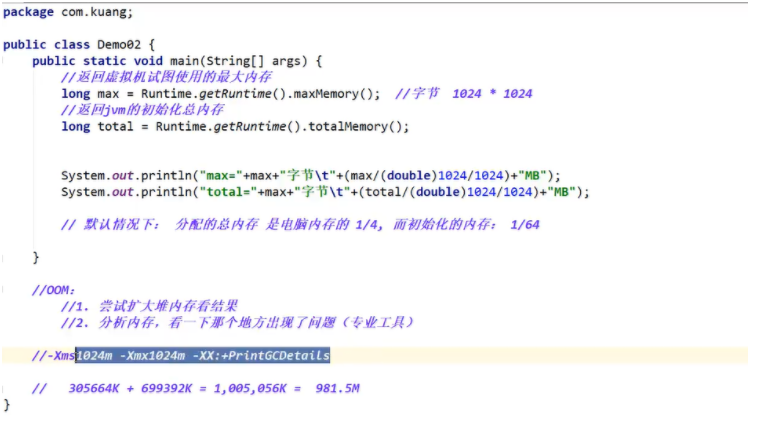 package com.kuang;
public class Demo02 {
public static void main(String[] args) {
//返回虚拟机试图使用的最大内存
long max = Runtime.getRuntime().maxMemory();  //字节  1024 * 1024
//返回jvm的初始化总内存
long total = Runtime.getRuntime().totalMemory();
System.out.println("max="+max+"字节\t"+(max/(double)1024/1024)+"MB");
System.out.println("total="+max+"字节\t"+(total/(double)1024/1024)+"MB");
// 默认情况下： 分配的总内存 是电脑内存的 1/4, 而初始化的内存： 1/64
}
//OOM：
//1. 尝试扩大堆内存看结果
//2. 分析内存，看一下那个地方出现了问题（专业工具）
//-Xms1024m -Xmx1024m -XX:+PrintGCDetails
//   305664K + 699392K = 1,005,056K =  981.5M
}